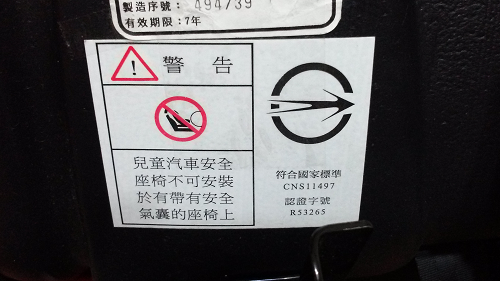 製造序號： 494739
有效期限：7年
警告
兒童汽車安全
座椅不可安裝
於有帶有安全
氣囊的座椅上
符合國家標準
CNS11497
認證字號
R53265